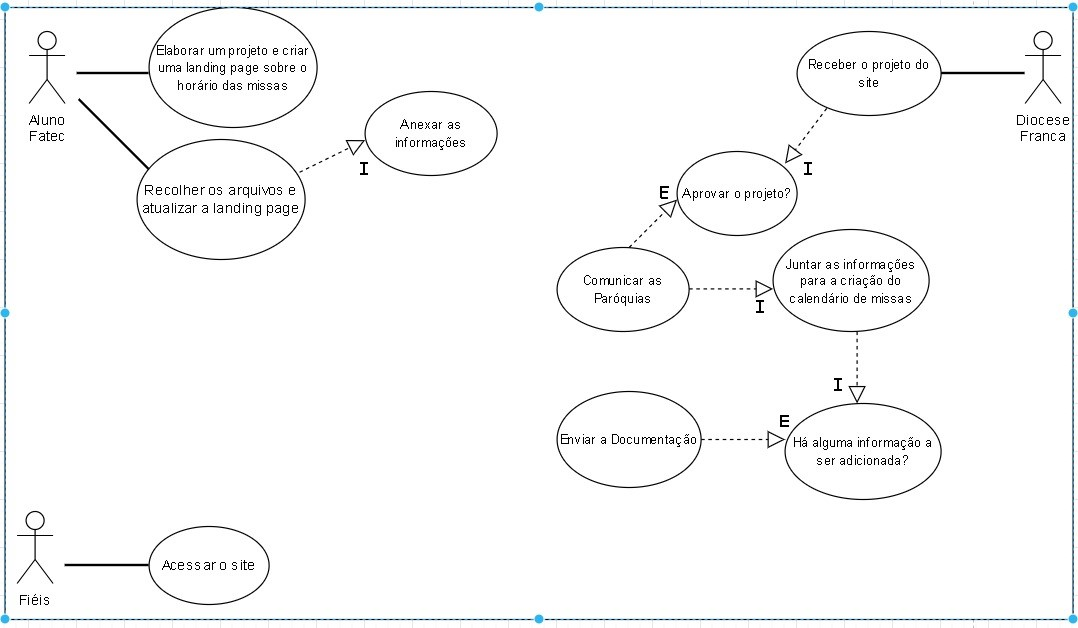 Aluno
Fatec
Elaborar um projeto e criar
uma landing page sobre o
horário das missas
Recolher os arquivos e
atualizar a landing page
Anexar as
informações
I
Receber o projeto do
site
Diocese
Franca
I
Aprovar o projeto?
E
Comunicar as
Paróquias
I
Juntar as informações
para a criação do
calendário de missas
I
Enviar a Documentação
E
Há alguma informação a
ser adicionada?
Fiéis
Acessar o site